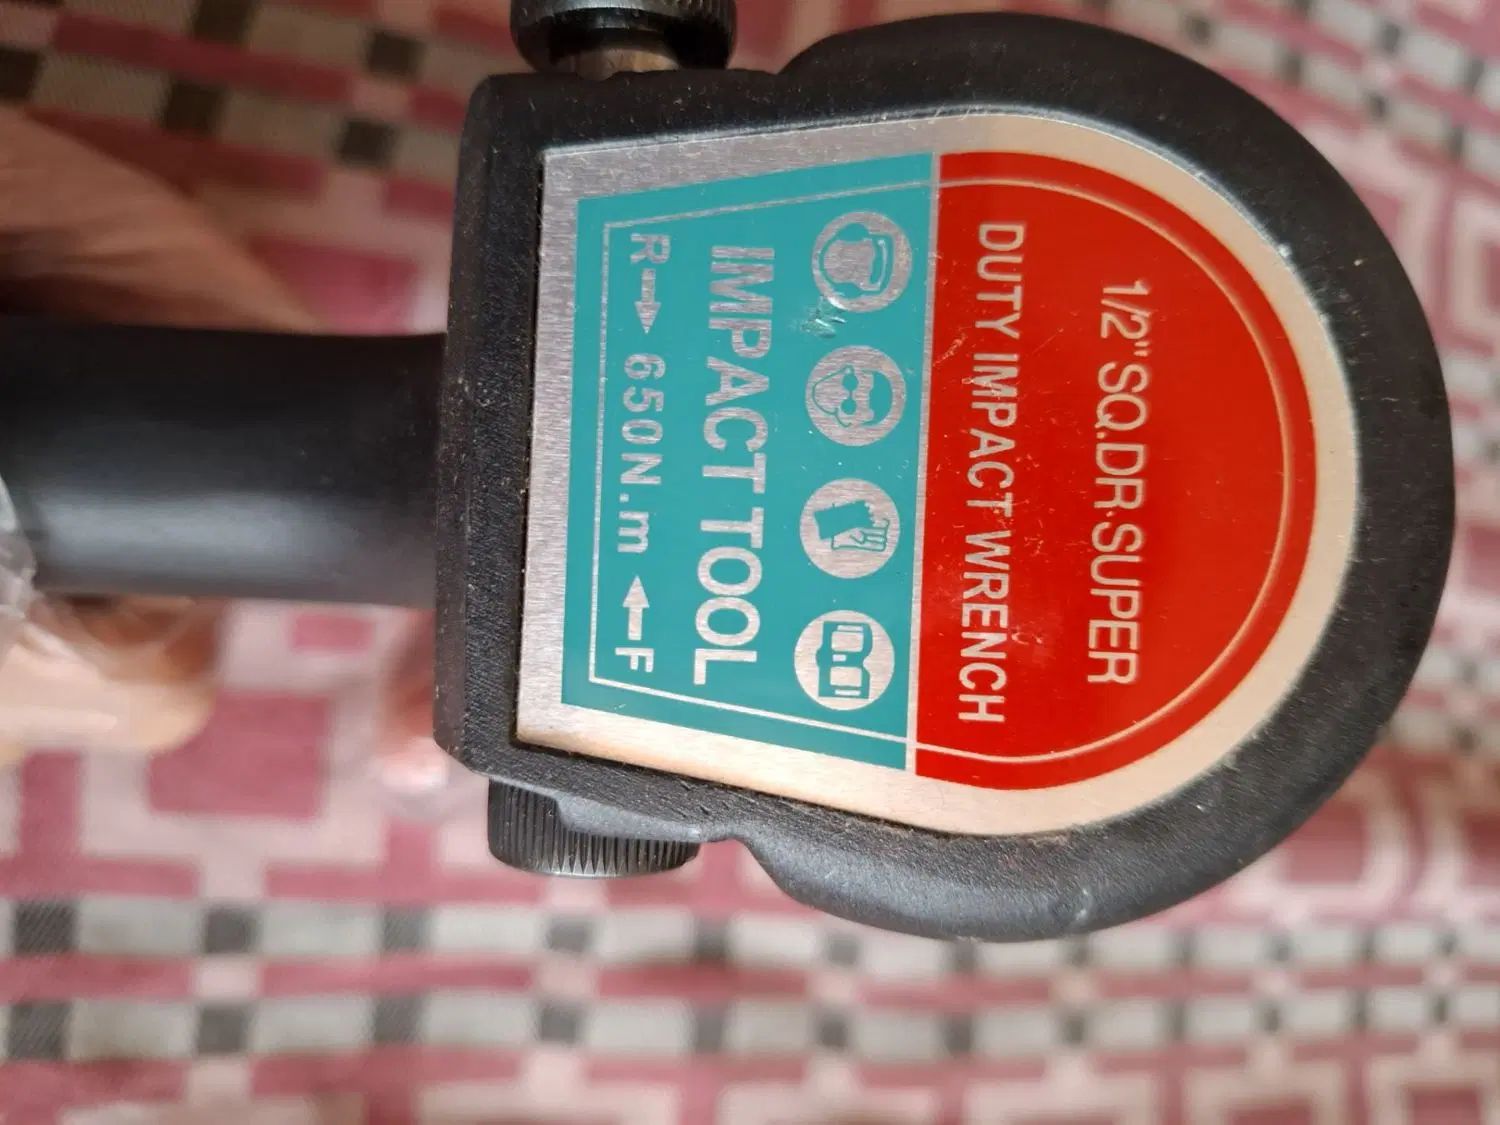 1/2" SQ.DR·SUPER
DUTY IMPACT WRENCH
IMPACT TOOL
R→ 650N.m ←F